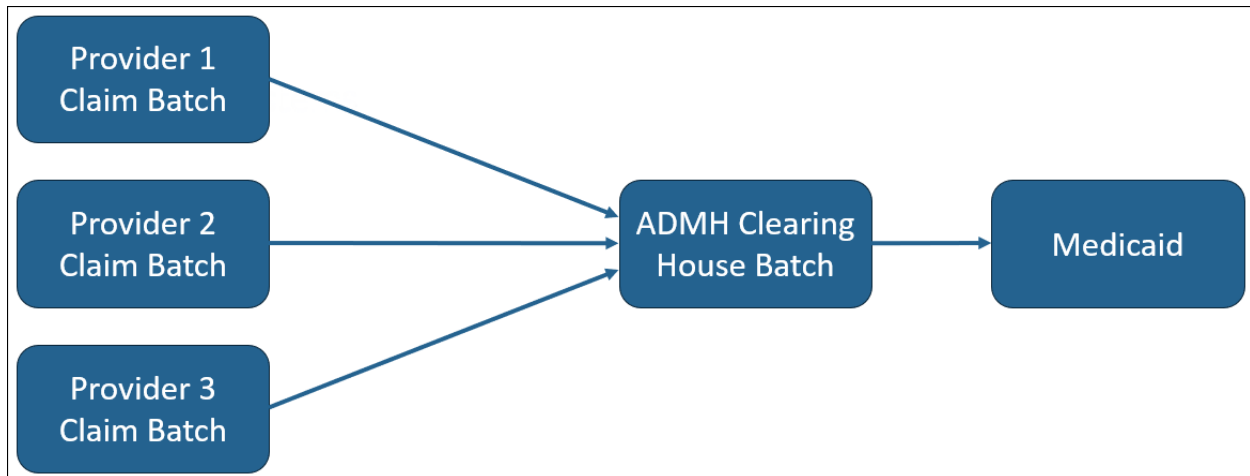 Provider 1
Claim Batch
Provider 2
Claim Batch
Provider 3
Claim Batch
ADMH Clearing
House Batch
Medicaid